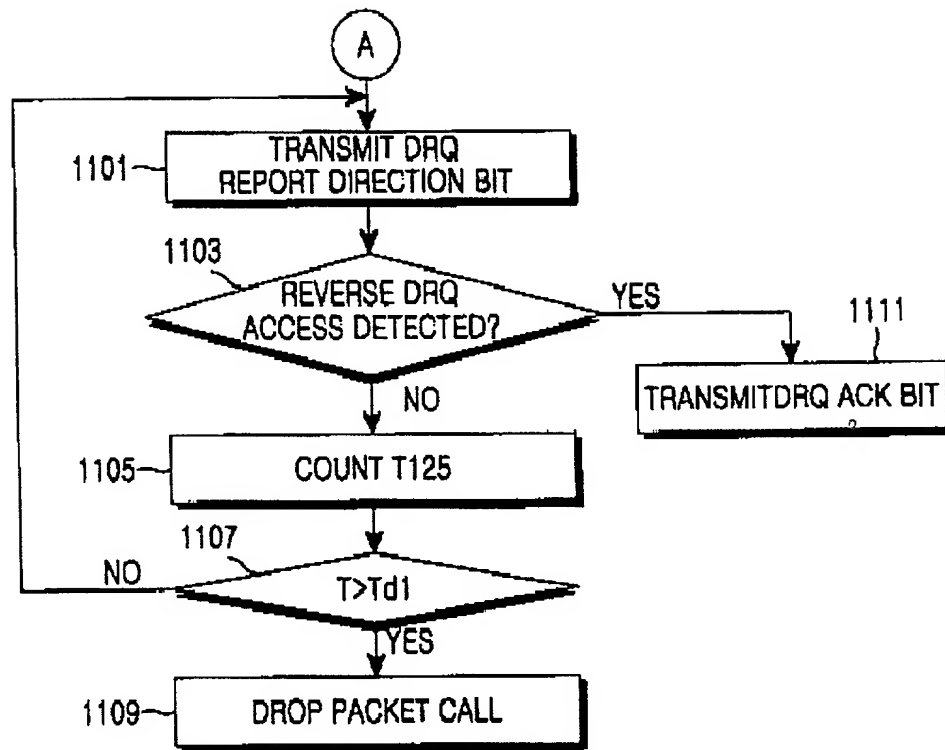 A
1101
TRANSMIT DRQ
REPORT DIRECTION BIT
1103
REVERSE DRQ
ACCESS DETECTED?
YES
1111
TRANSMITDRQ ACK BIT
NO
1105
COUNT T125
1107
NO
T>Td1
YES
1109
DROP PACKET CALL